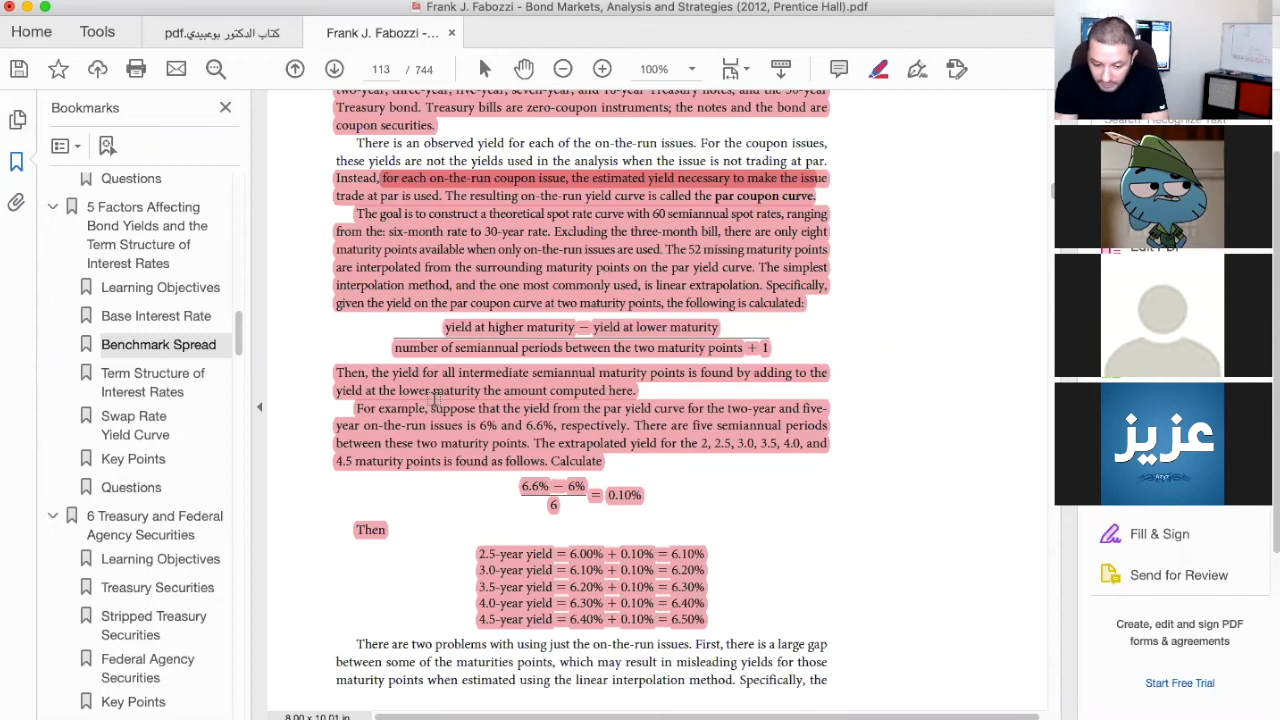 Frank J. Fabozzi - Bond Markets, Analysis and Strategies (2012, Prentice Hall).pdf
Home
Tools
كتاب الدكتور بوعبيدي.pdf
Frank J. Fabozzi -...
113 / 744
100%
Bookmarks
Questions
5 Factors Affecting
Bond Yields and the
Term Structure of
Interest Rates
Learning Objectives
Base Interest Rate
Benchmark Spread
Term Structure of
Interest Rates
Swap Rate
Yield Curve
Key Points
Questions
6 Treasury and Federal
Agency Securities
Learning Objectives
Treasury Securities
Stripped Treasury
Securities
Federal Agency
Securities
Key Points
two-year, three-year, five-year, seven-year, and 10-year Treasury notes, and the 30-year
Treasury bond. Treasury bills are zero-coupon instruments; the notes and the bond are
coupon securities.
There is an observed yield for each of the on-the-run issues. For the coupon issues,
these yields are not the yields used in the analysis when the issue is not trading at par.
Instead, for each on-the-run coupon issue, the estimated yield necessary to make the issue
trade at par is used. The resulting on-the-run yield curve is called the par coupon curve.
The goal is to construct a theoretical spot rate curve with 60 semiannual spot rates, ranging
from the: six-month rate to 30-year rate. Excluding the three-month bill, there are only eight
maturity points available when only on-the-run issues are used. The 52 missing maturity points
are interpolated from the surrounding maturity points on the par yield curve. The simplest
interpolation method, and the one most commonly used, is linear extrapolation. Specifically,
given the yield on the par coupon curve at two maturity points, the following is calculated:
yield at higher maturity − yield at lower maturity
number of semiannual periods between the two maturity points + 1
Then, the yield for all intermediate semiannual maturity points is found by adding to the
yield at the lower maturity the amount computed here.
For example, suppose that the yield from the par yield curve for the two-year and five-
year on-the-run issues is 6% and 6.6%, respectively. There are five semiannual periods
between these two maturity points. The extrapolated yield for the 2, 2.5, 3.0, 3.5, 4.0, and
4.5 maturity points is found as follows. Calculate
6.6% − 6%
= 0.10%
6
Then
2.5-year yield = 6.00% + 0.10% = 6.10%
3.0-year yield = 6.10% + 0.10% = 6.20%
3.5-year yield = 6.20% + 0.10% = 6.30%
4.0-year yield = 6.30% + 0.10% = 6.40%
4.5-year yield = 6.40% + 0.10% = 6.50%
There are two problems with using just the on-the-run issues. First, there is a large gap
between some of the maturities points, which may result in misleading yields for those
maturity points when estimated using the linear interpolation method. Specifically, the
8.00 x 10.01 in
Search 'Recognize Text'
Edit PDF
عزيز
Azyz
Fill & Sign
Send for Review
Create, edit and sign PDF
forms & agreements
Start Free Trial